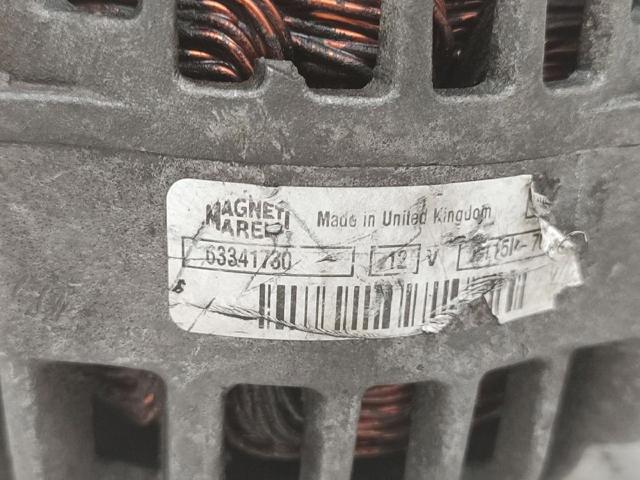 MAGNETI
MARELLI Made in United Kingdom
63341730 12 V